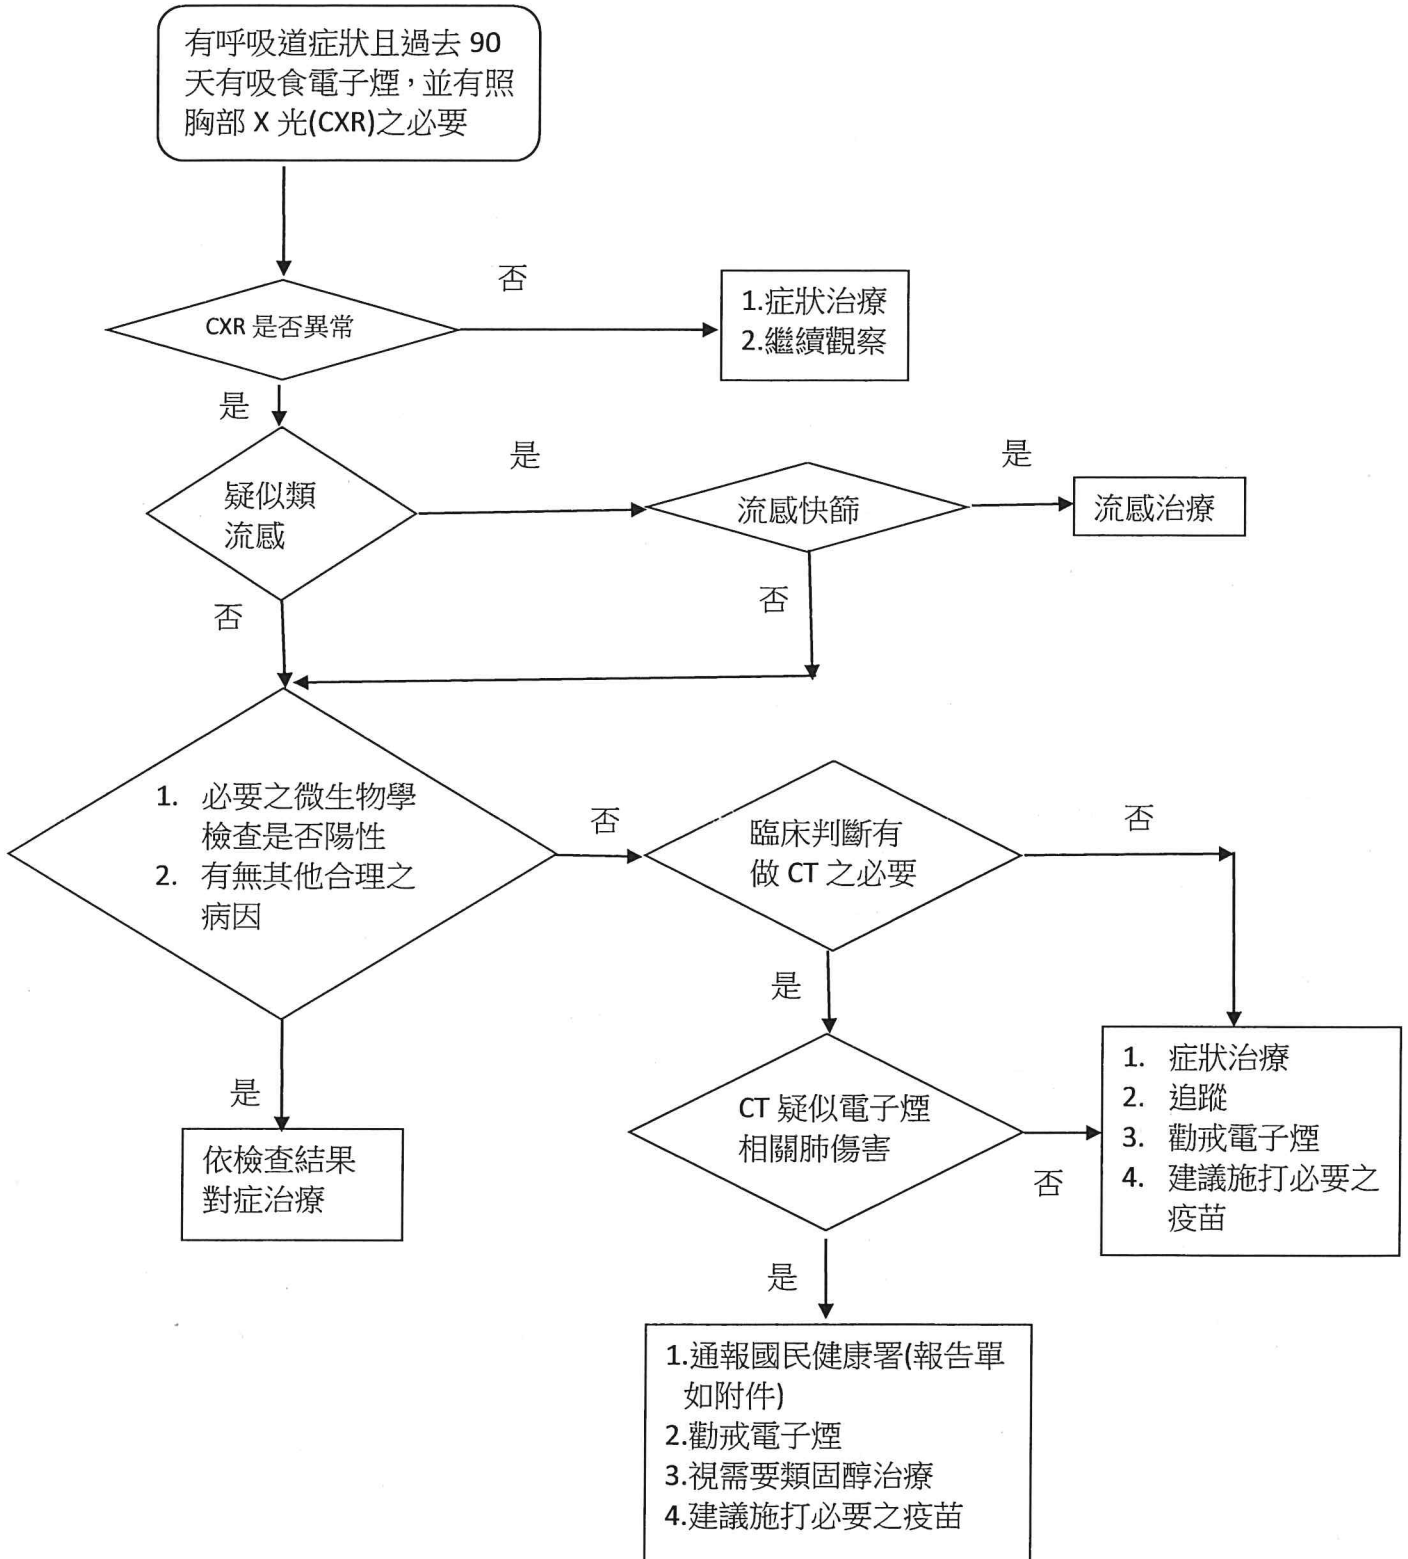 有呼吸道症狀且過去 90
天有吸食電子煙，並有照
胸部 X 光(CXR)之必要
否
CXR 是否異常
1.症狀治療
2.繼續觀察
是
是
是
疑似類
流感
流感快篩
流感治療
否
否
1. 必要之微生物學
檢查是否陽性
2. 有無其他合理之
病因
否
臨床判斷有
做 CT 之必要
否
是
是
依檢查結果
對症治療
CT 疑似電子煙
相關肺傷害
否
1. 症狀治療
2. 追蹤
3. 勸戒電子煙
4. 建議施打必要之
疫苗
是
1.通報國民健康署(報告單
如附件)
2.勸戒電子煙
3.視需要類固醇治療
4.建議施打必要之疫苗